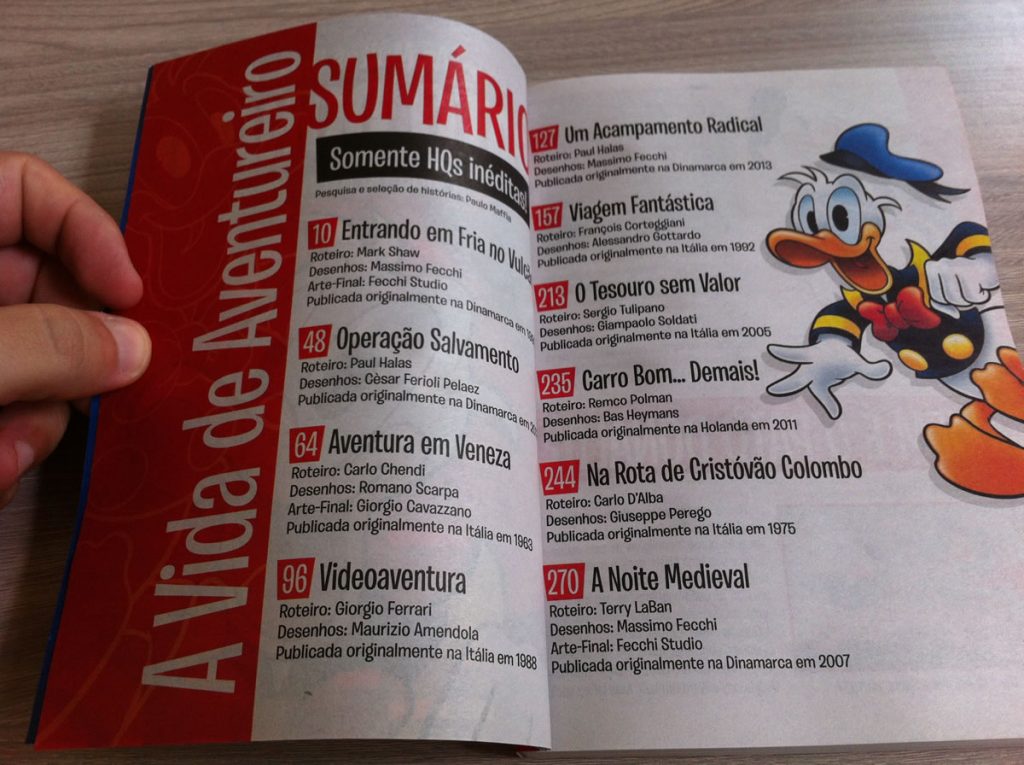 A Vida de Aventureiro
SUMÁRIO
Somente HQs inéditas!
Pesquisa e seleção de histórias: Paulo Maffia
10 Entrando em Fria no
Roteiro: Mark Shaw
Desenhos: Massimo Fecchi
Arte-Final: Fecchi Studio
Publicada originalmente na Dinamarca em
48 Operação Salvamento
Roteiro: Paul Halas
Desenhos: Cèsar Ferioli Pelaez
Publicada originalmente na Dinamarca em
64 Aventura em Veneza
Roteiro: Carlo Chendi
Desenhos: Romano Scarpa
Arte-Final: Giorgio Cavazzano
Publicada originalmente na Itália em 1963
96 Videoaventura
Roteiro: Giorgio Ferrari
Desenhos: Maurizio Amendola
Publicada originalmente na Itália em 1988
127 Um Acampamento Radical
Roteiro: Paul Halas
Desenhos: Massimo Fecchi
Publicada originalmente na Dinamarca em 2013
157 Viagem Fantástica
Roteiro: François Corteggiani
Desenhos: Alessandro Gottardo
Publicada originalmente na Itália em 1992
213 O Tesouro sem Valor
Roteiro: Sergio Tulipano
Desenhos: Giampaolo Soldati
Publicada originalmente na Itália em 2005
235 Carro Bom... Demais!
Roteiro: Remco Polman
Desenhos: Bas Heymans
Publicada originalmente na Holanda em 2011
244 Na Rota de Cristóvão Colombo
Roteiro: Carlo D'Alba
Desenhos: Giuseppe Perego
Publicada originalmente na Itália em 1975
270 A Noite Medieval
Roteiro: Terry LaBan
Desenhos: Massimo Fecchi
Arte-Final: Fecchi Studio
Publicada originalmente na Dinamarca em 2007